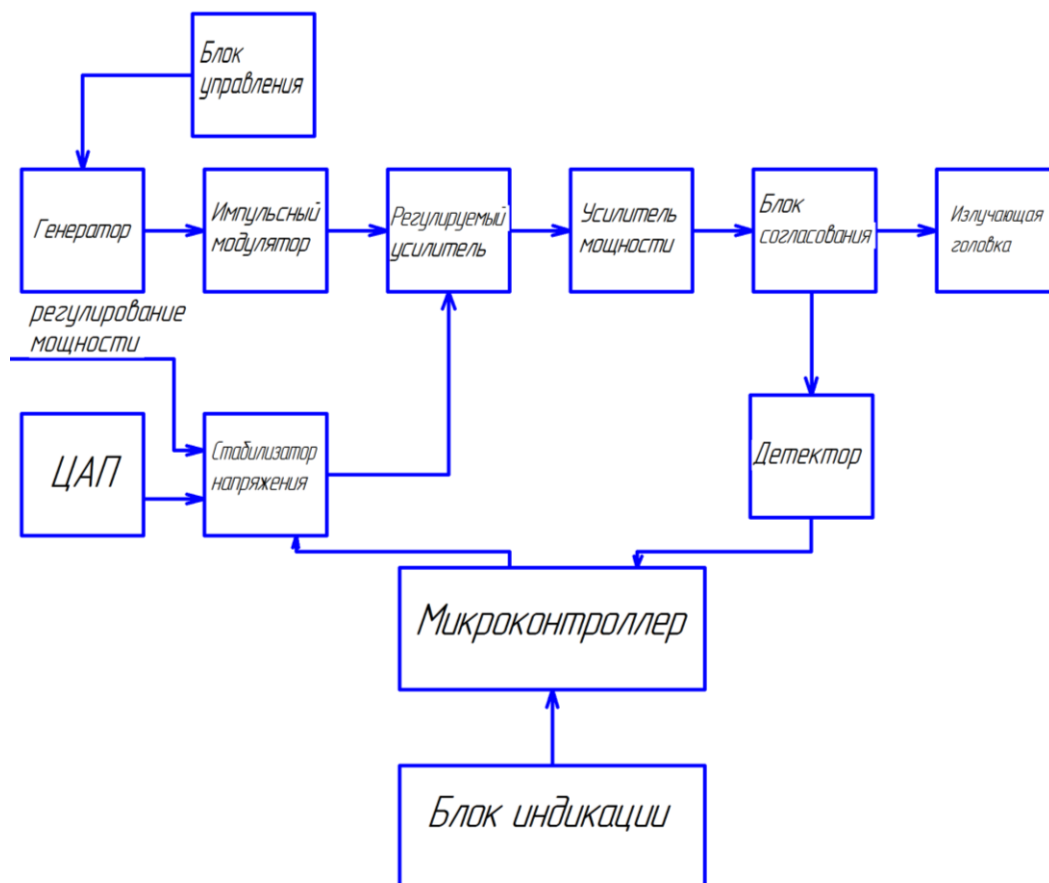 Блок
управления
Генератор
Импульсный
модулятор
Регулируемый
усилитель
Усилитель
мощности
Блок
согласования
Излучающая
головка
регулирование
мощности
ЦАП
Стабилизатор
напряжения
Детектор
Микроконтроллер
Блок индикации